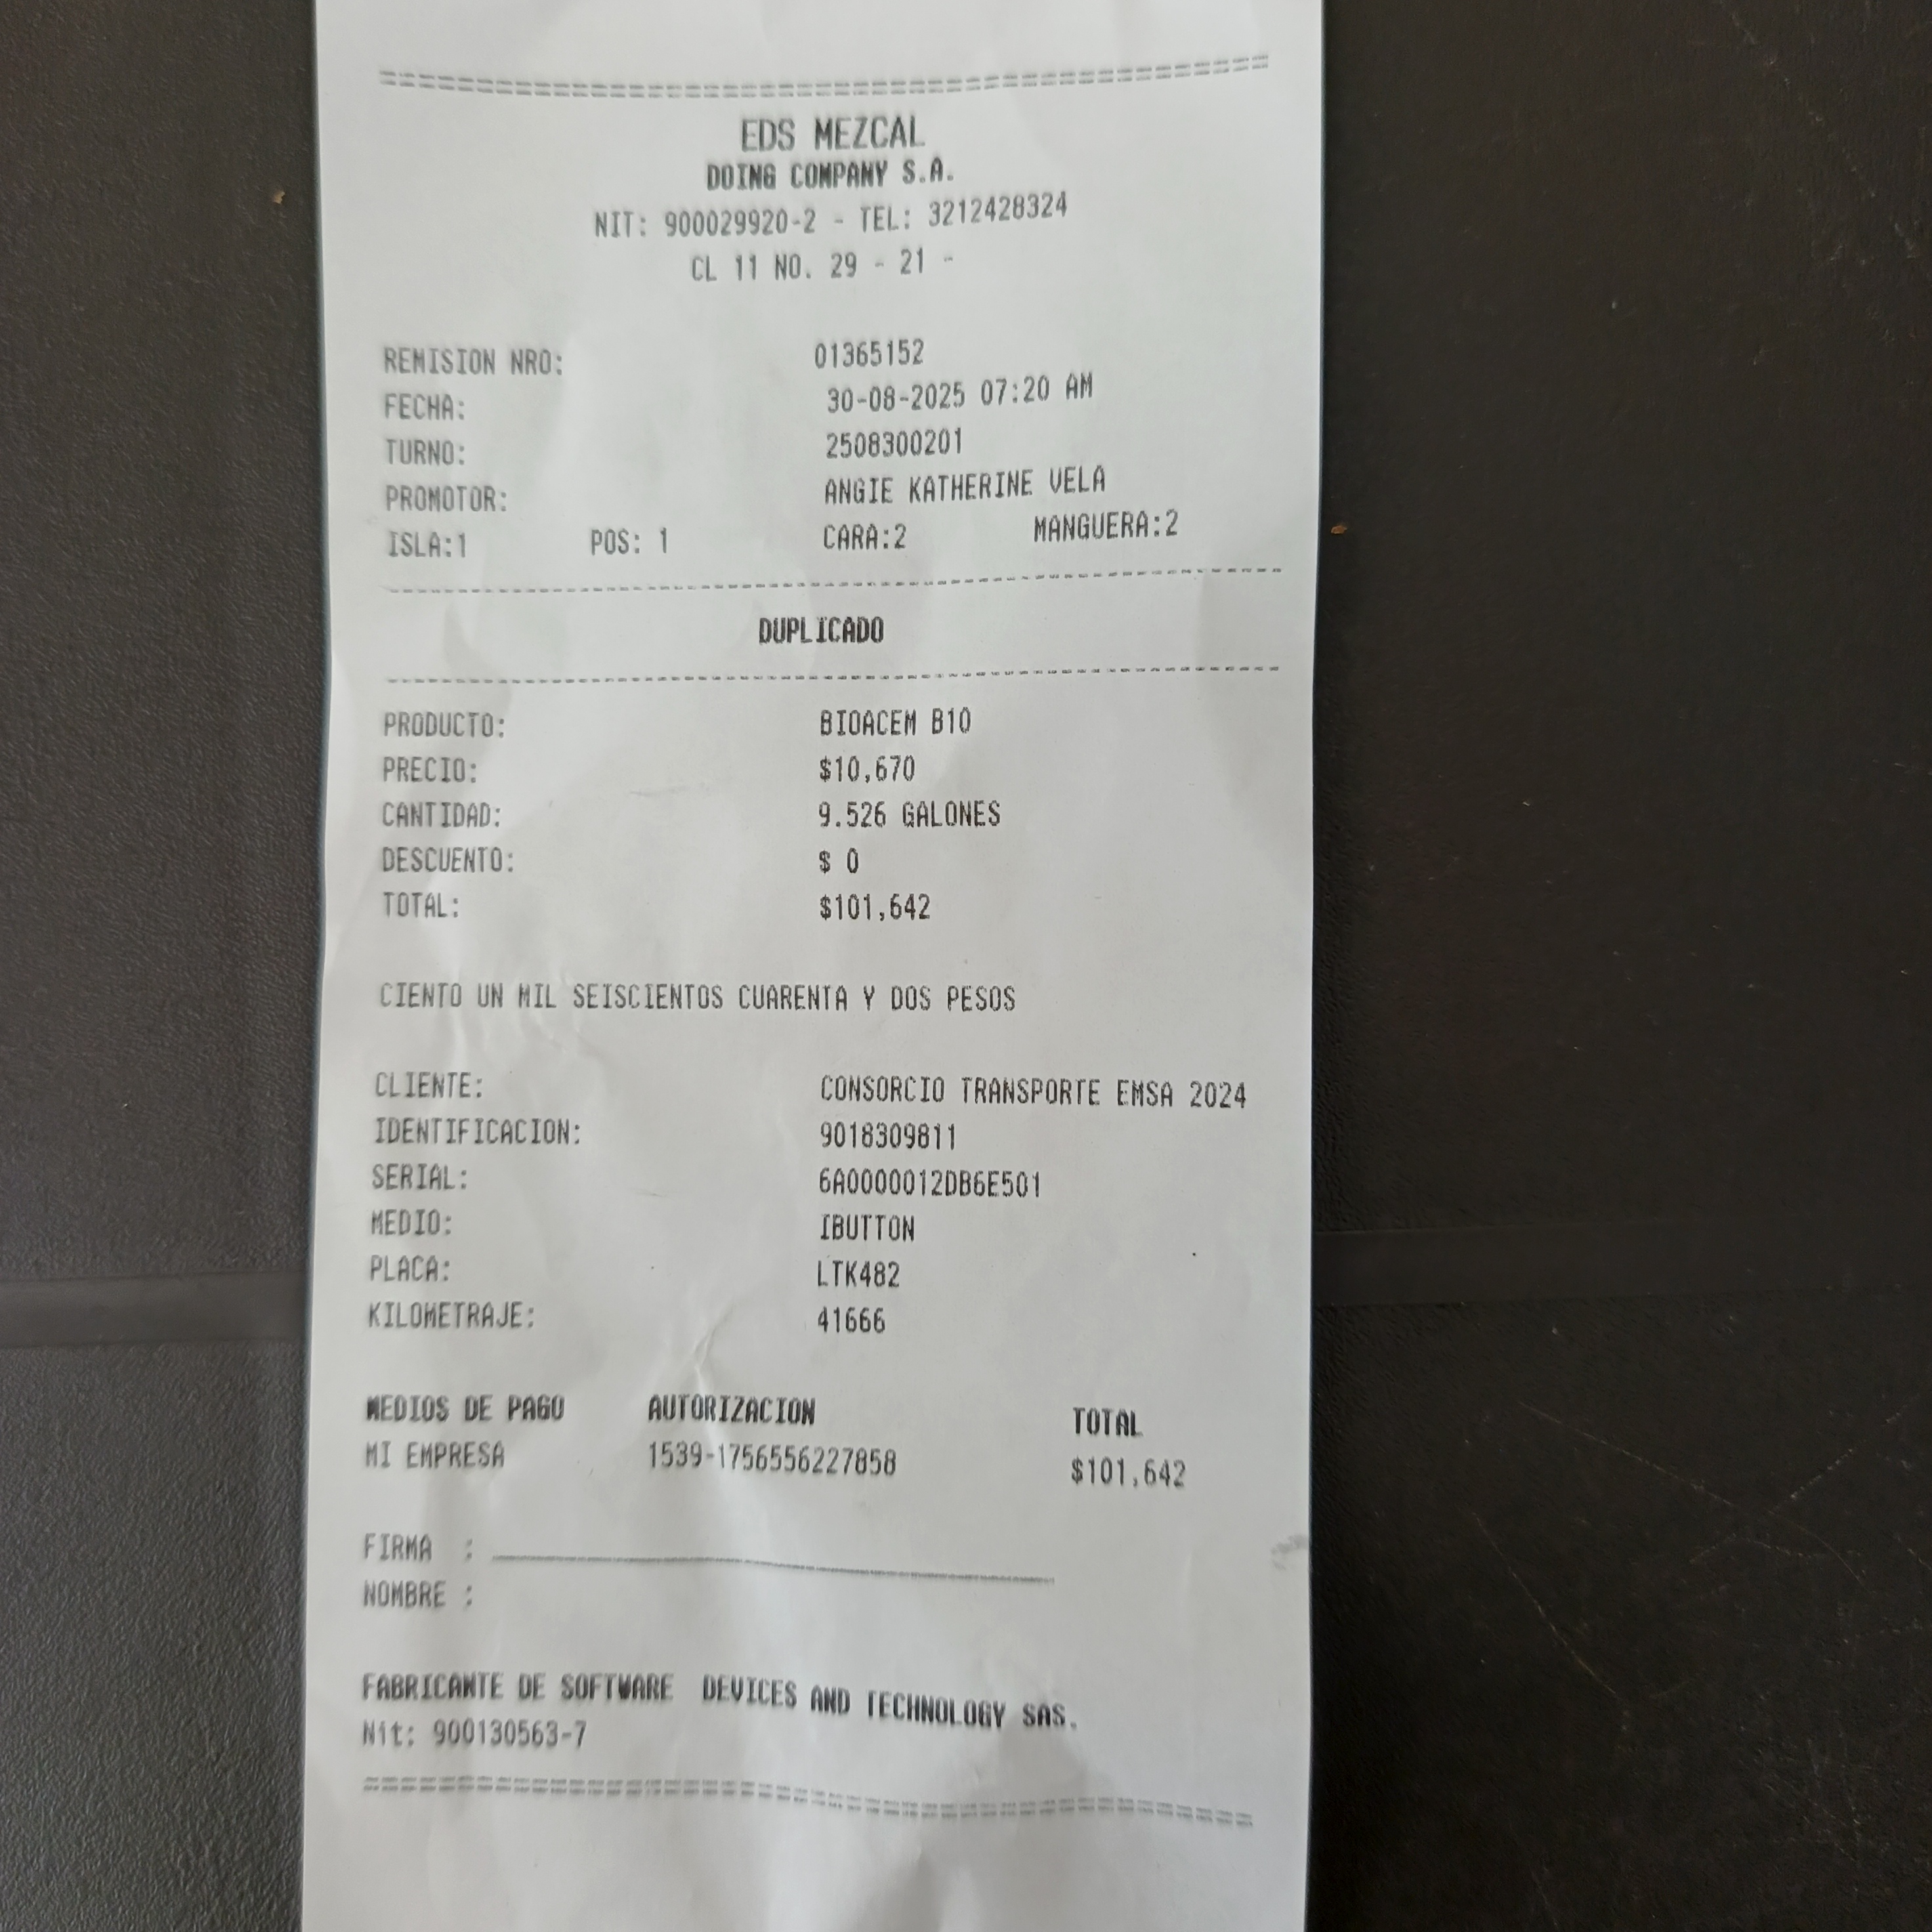 EDS MEZCAL
DOING COMPANY S.A.
NIT: 900029920-2 - TEL: 3212428324
CL 11 NO. 29 - 21 -
REMISION NRO: 01365152
FECHA: 30-08-2025 07:20 AM
TURNO: 2508300201
PROMOTOR: ANGIE KATHERINE VELA
ISLA:1 POS: 1 CARA:2 MANGUERA:2
DUPLICADO
PRODUCTO: BIOACEM B10
PRECIO: $10,670
CANTIDAD: 9.526 GALONES
DESCUENTO: $ 0
TOTAL: $101,642
CIENTO UN MIL SEISCIENTOS CUARENTA Y DOS PESOS
CLIENTE: CONSORCIO TRANSPORTE EMSA 2024
IDENTIFICACION: 9018309811
SERIAL: 6A0000012DB6E501
MEDIO: IBUTTON
PLACA: LTK482
KILOMETRAJE: 41666
MEDIOS DE PAGO AUTORIZACION TOTAL
MI EMPRESA 1539-1756556227858 $101,642
FIRMA :
NOMBRE :
FABRICANTE DE SOFTWARE DEVICES AND TECHNOLOGY SAS.
Nit: 900130563-7